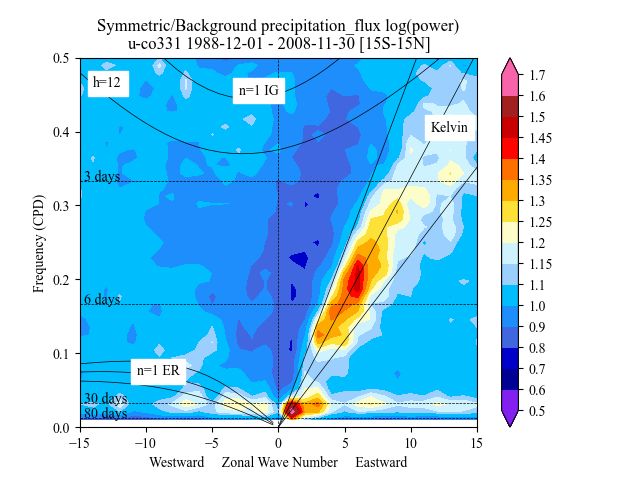 Symmetric/Background precipitation_flux log(power)
u-co331 1988-12-01 - 2008-11-30 [15S-15N]
Frequency (CPD)
0.5
0.4
0.3
0.2
0.1
0.0
h=12
n=1 IG
Kelvin
3 days
6 days
n=1 ER
30 days
80 days
−15 −10 −5 0 5 10 15
Westward Zonal Wave Number Eastward
1.7
1.6
1.5
1.45
1.4
1.35
1.3
1.25
1.2
1.15
1.1
1.0
0.9
0.8
0.7
0.6
0.5